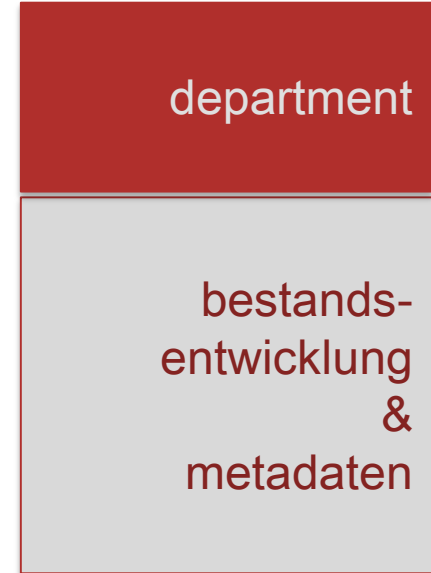 department
bestands-
entwicklung
&
metadaten